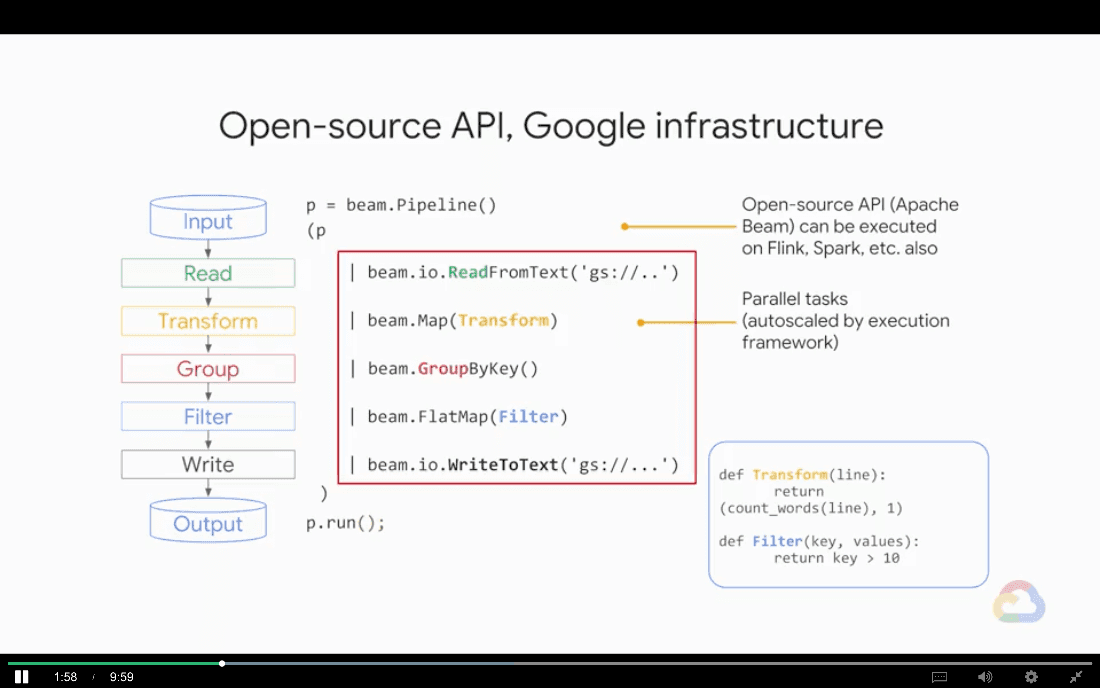 Open-source API, Google infrastructure
Input
Read
Transform
Group
Filter
Write
Output
p = beam.Pipeline()
(p
| beam.io.ReadFromText('gs://..')
| beam.Map(Transform)
| beam.GroupByKey()
| beam.FlatMap(Filter)
| beam.io.WriteToText('gs://...')
)
p.run();
Open-source API (Apache
Beam) can be executed
on Flink, Spark, etc. also
Parallel tasks
(autoscaled by execution
framework)
def Transform(line):
return
(count_words(line), 1)
def Filter(key, values):
return key > 10
1:58 / 9:59